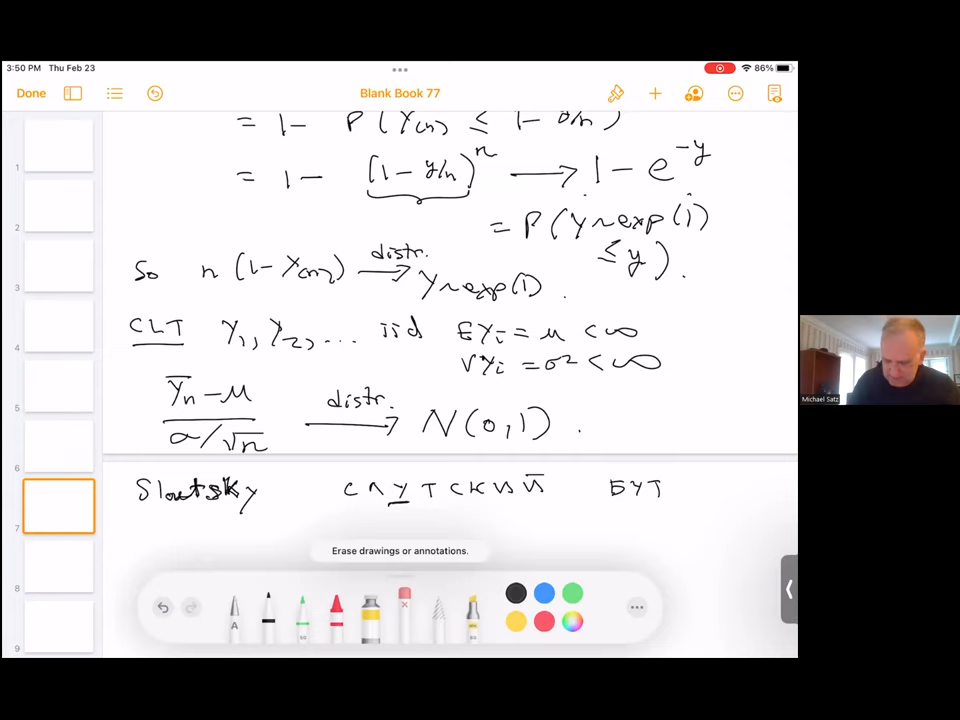 3:50 PM Thu Feb 23
86%
Done
Blank Book 77
= 1 - P(X(n) ≤ 1 - y/n)
= 1 - (1 - y/n)^n → 1 - e^{-y}
= P(Y~exp(1)
≤ y).
So n(1 - X(n)) distr. → Y~exp(1).
CLT Y₁, Y₂, ... iid EYᵢ = μ < ∞
VYᵢ = σ² < ∞
(Ȳₙ - μ)/(σ/√n) distr. → N(0,1).
Slutsky СЛУТСКИЙ БУТ
Erase drawings or annotations.
1
2
3
4
5
6
7
8
9
A
Michael Satz